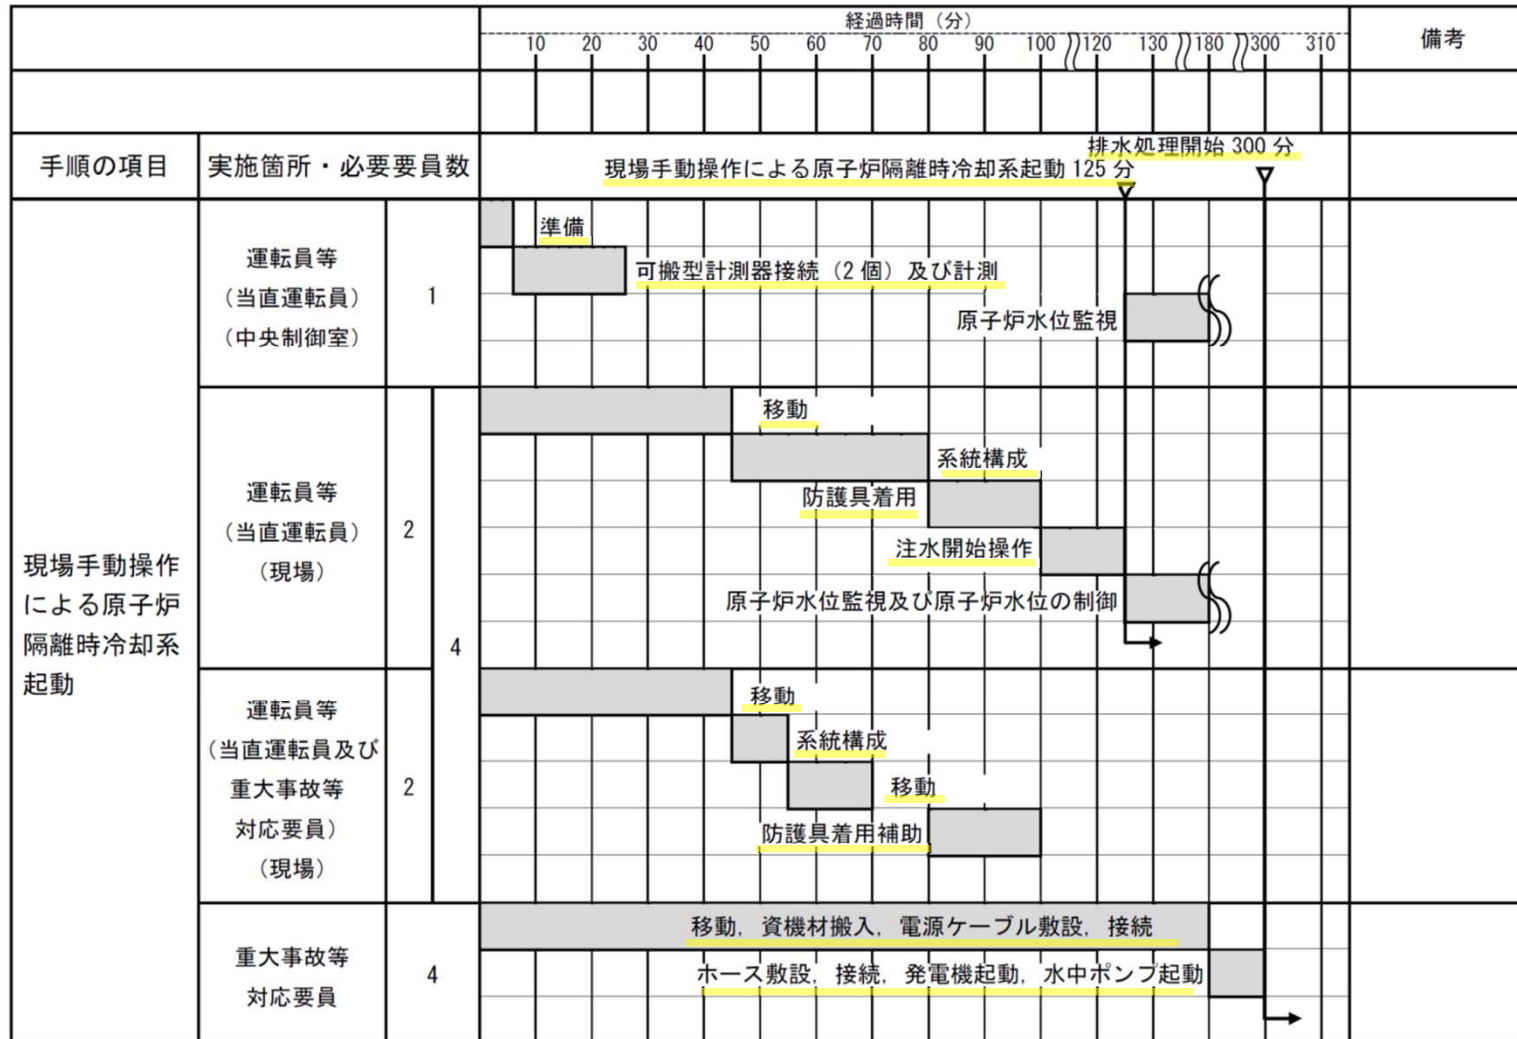 経過時間（分）
備考
10 20 30 40 50 60 70 80 90 100 120 130 180 300 310
手順の項目
実施箇所・必要要員数
排水処理開始 300 分
現場手動操作による原子炉隔離時冷却系起動 125 分
現場手動操作
による原子炉
隔離時冷却系
起動
運転員等
（当直運転員）
（中央制御室）
1
準備
可搬型計測器接続（2 個）及び計測
原子炉水位監視
運転員等
（当直運転員）
（現場）
2
4
移動
系統構成
防護具着用
注水開始操作
原子炉水位監視及び原子炉水位の制御
運転員等
（当直運転員及び
重大事故等
対応要員）
（現場）
2
移動
系統構成
移動
防護具着用補助
重大事故等
対応要員
4
移動，資機材搬入，電源ケーブル敷設，接続
ホース敷設，接続，発電機起動，水中ポンプ起動